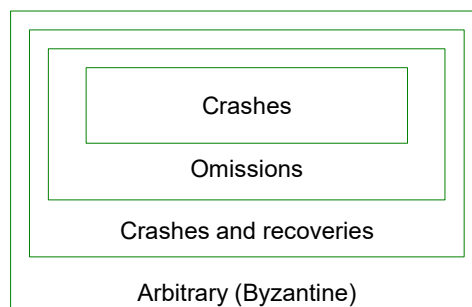 Crashes
Omissions
Crashes and recoveries
Arbitrary (Byzantine)